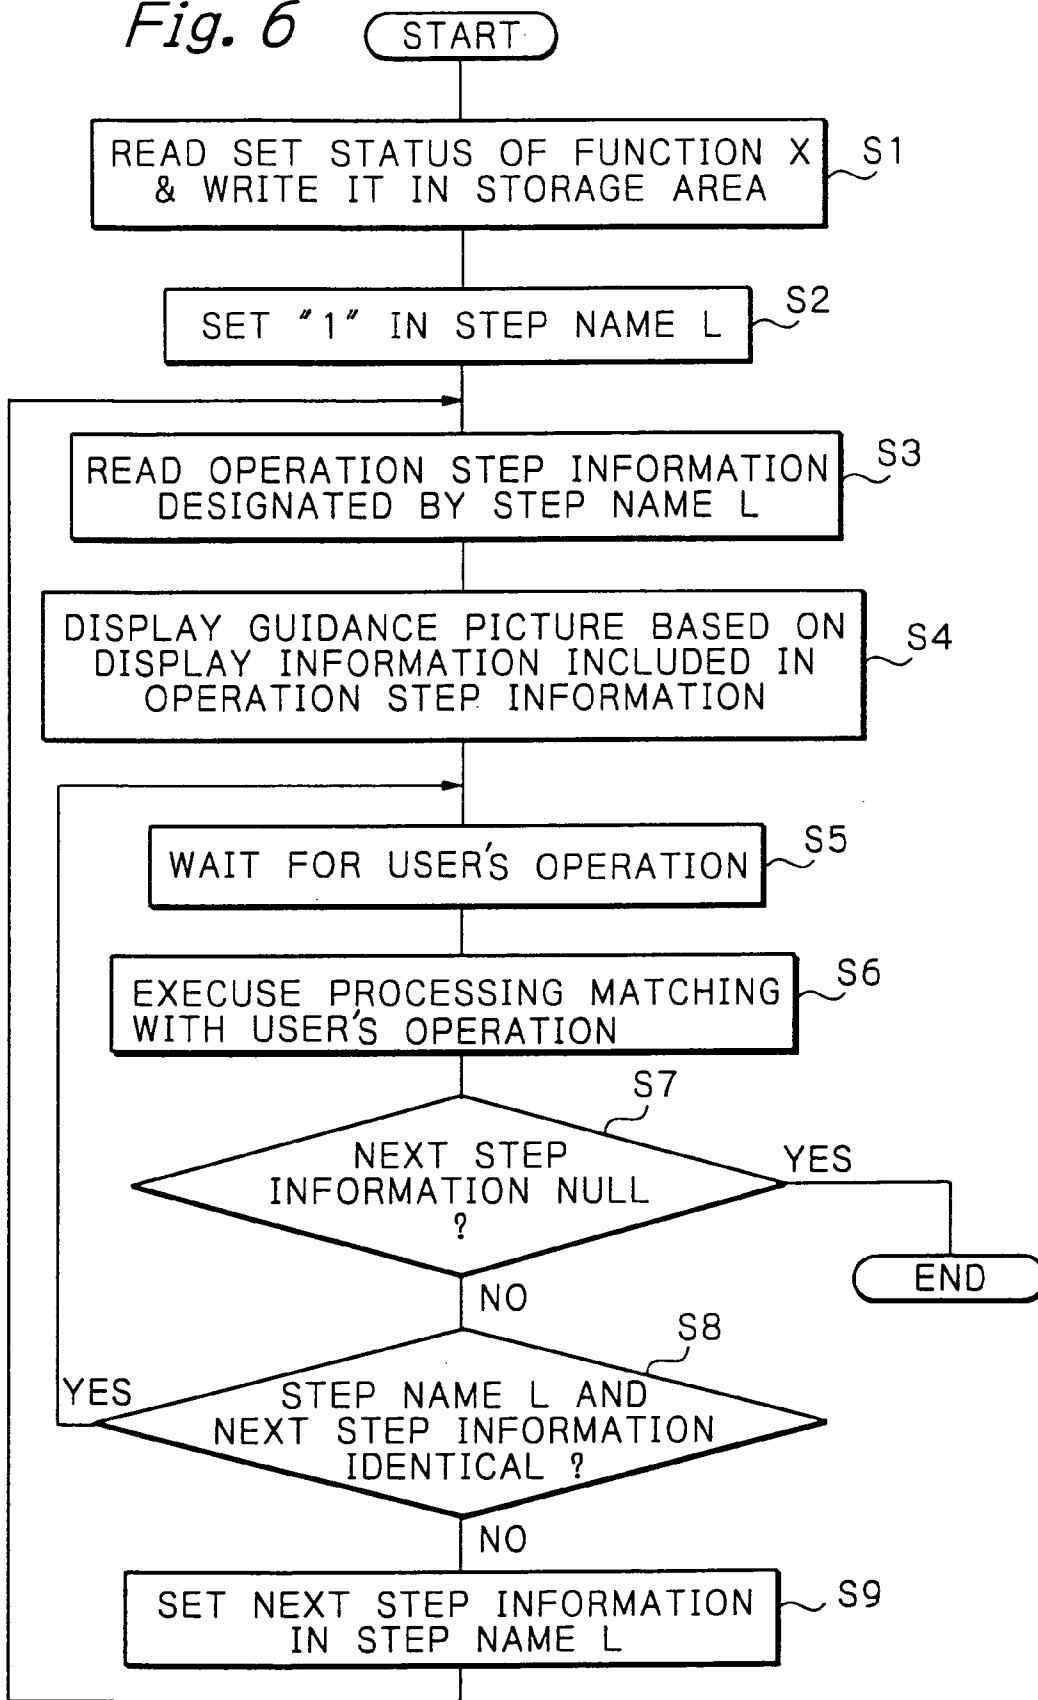 Fig. 6
START
READ SET STATUS OF FUNCTION X
& WRITE IT IN STORAGE AREA
S1
SET "1" IN STEP NAME L
S2
READ OPERATION STEP INFORMATION
DESIGNATED BY STEP NAME L
S3
DISPLAY GUIDANCE PICTURE BASED ON
DISPLAY INFORMATION INCLUDED IN
OPERATION STEP INFORMATION
S4
WAIT FOR USER'S OPERATION
S5
EXECUSE PROCESSING MATCHING
WITH USER'S OPERATION
S6
S7
NEXT STEP
INFORMATION NULL
?
YES
END
NO
S8
YES
STEP NAME L AND
NEXT STEP INFORMATION
IDENTICAL ?
NO
SET NEXT STEP INFORMATION
IN STEP NAME L
S9